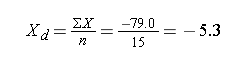 X_d = ΣX/n = −79.0/15 = −5.3